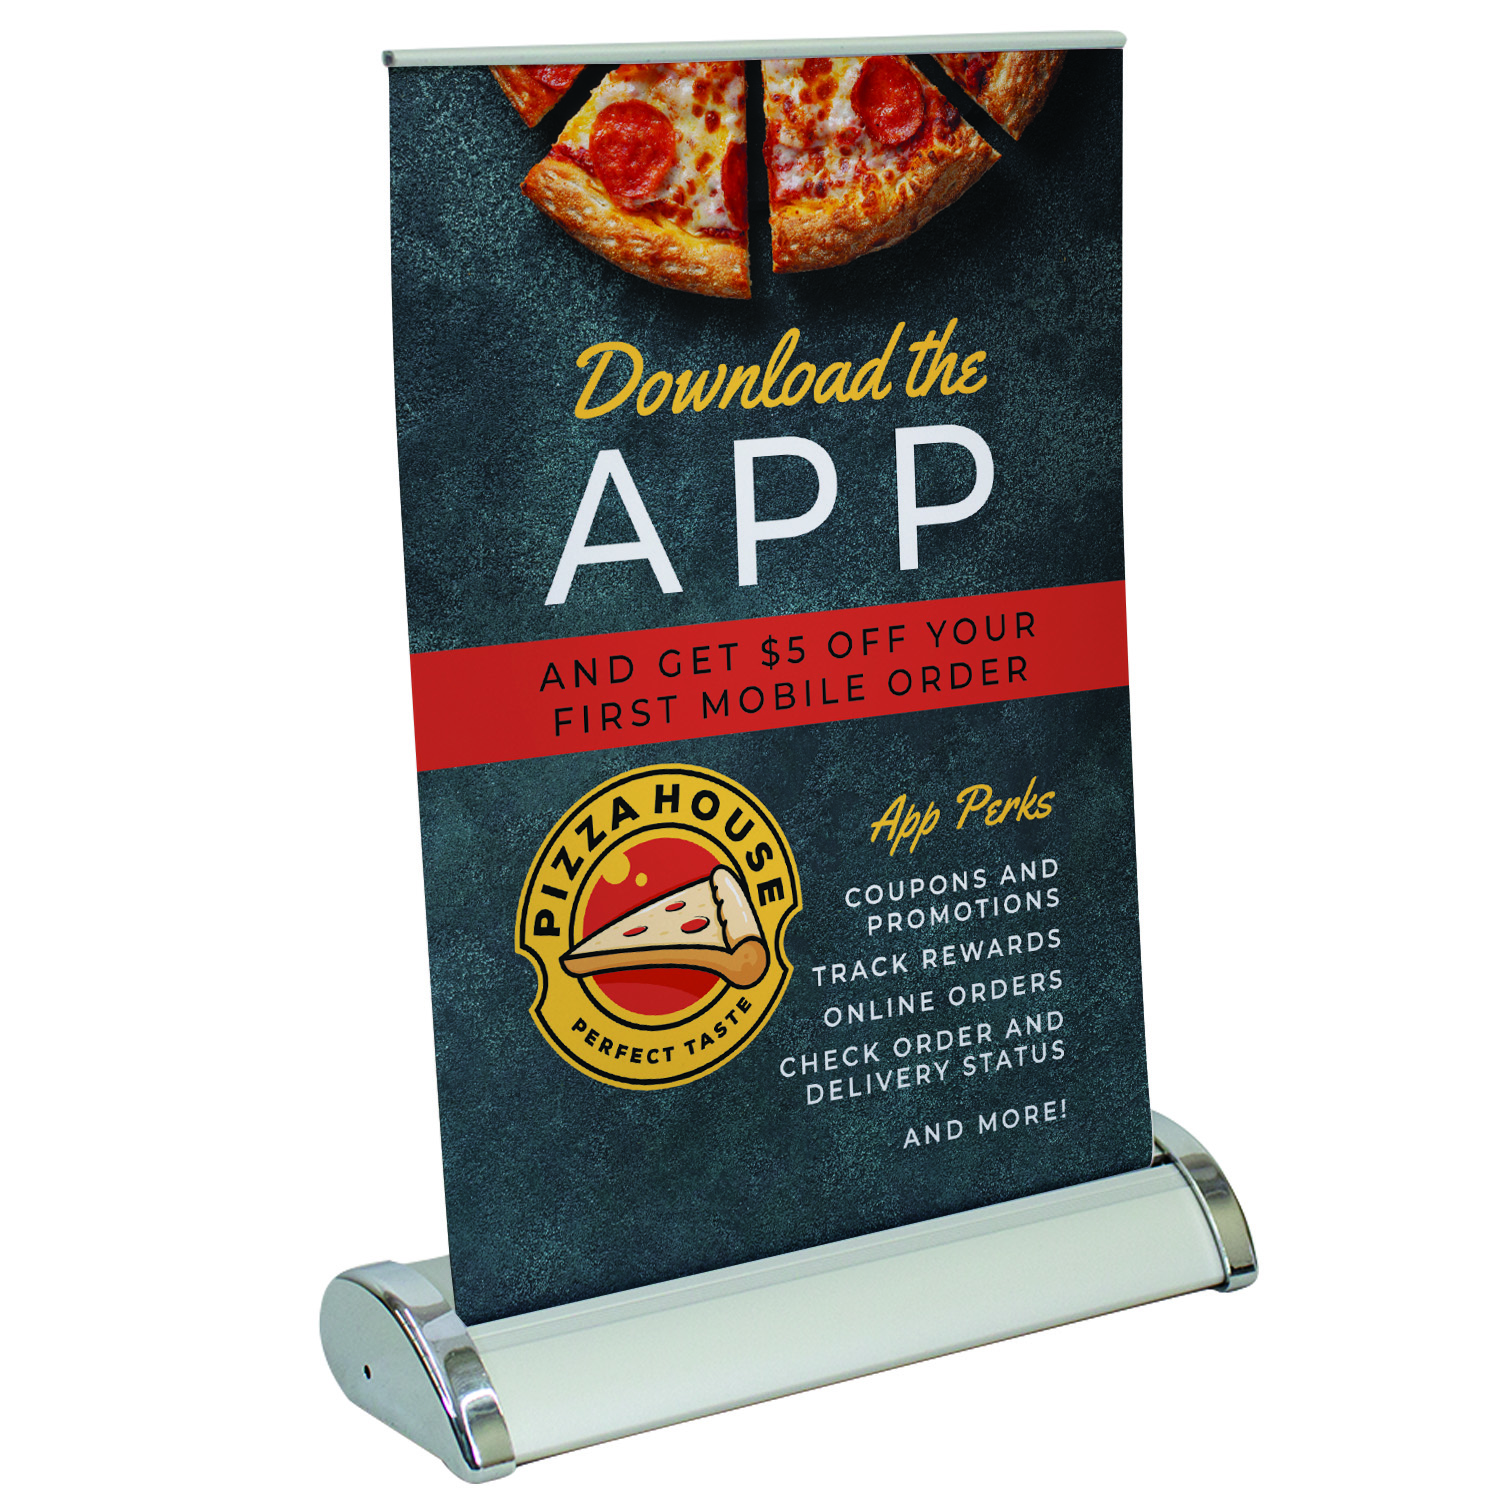 Download the
APP
AND GET $5 OFF YOUR
FIRST MOBILE ORDER
PIZZA HOUSE
PERFECT TASTE
App Perks
COUPONS AND
PROMOTIONS
TRACK REWARDS
ONLINE ORDERS
CHECK ORDER AND
DELIVERY STATUS
AND MORE!